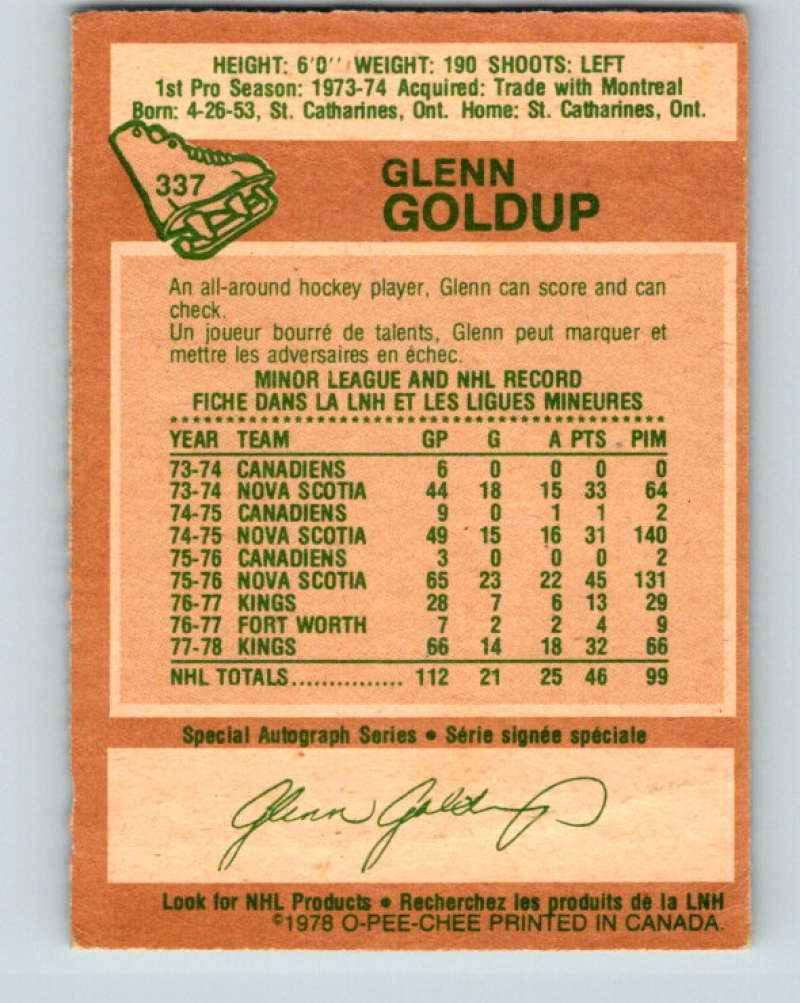 HEIGHT: 6'0'' WEIGHT: 190 SHOOTS: LEFT
1st Pro Season: 1973-74 Acquired: Trade with Montreal
Born: 4-26-53, St. Catharines, Ont. Home: St. Catharines, Ont.
337
GLENN
GOLDUP
An all-around hockey player, Glenn can score and can
check.
Un joueur bourré de talents, Glenn peut marquer et
mettre les adversaires en échec.
MINOR LEAGUE AND NHL RECORD
FICHE DANS LA LNH ET LES LIGUES MINEURES
YEAR TEAM GP G A PTS PIM
73-74 CANADIENS 6 0 0 0 0
73-74 NOVA SCOTIA 44 18 15 33 64
74-75 CANADIENS 9 0 1 1 2
74-75 NOVA SCOTIA 49 15 16 31 140
75-76 CANADIENS 3 0 0 0 2
75-76 NOVA SCOTIA 65 23 22 45 131
76-77 KINGS 28 7 6 13 29
76-77 FORT WORTH 7 2 2 4 9
77-78 KINGS 66 14 18 32 66
NHL TOTALS............... 112 21 25 46 99
Special Autograph Series • Série signée spéciale
Glenn Goldup
Look for NHL Products • Recherchez les produits de la LNH
©1978 O-PEE-CHEE PRINTED IN CANADA.